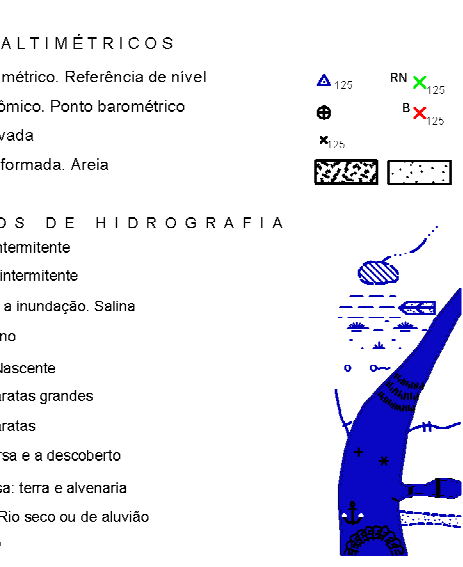 ALTIMÉTRICOS
métrico. Referência de nível
125 RN 125
ômico. Ponto barométrico
B 125
vada
125
formada. Areia
OS DE HIDROGRAFIA
ntermitente
intermitente
a inundação. Salina
no
Nascente
aratas grandes
aratas
rsa e a descoberto
sa: terra e alvenaria
Rio seco ou de aluvião